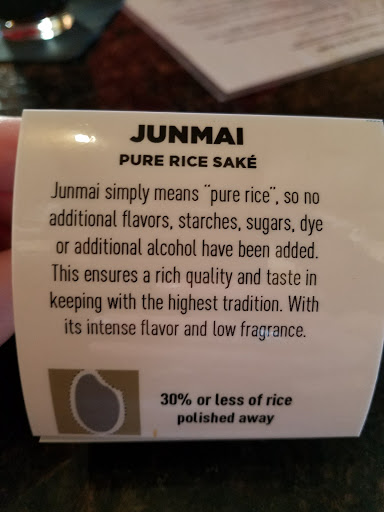 JUNMAI
PURE RICE SAKÉ
Junmai simply means "pure rice", so no
additional flavors, starches, sugars, dye
or additional alcohol have been added.
This ensures a rich quality and taste in
keeping with the highest tradition. With
its intense flavor and low fragrance.
30% or less of rice
polished away